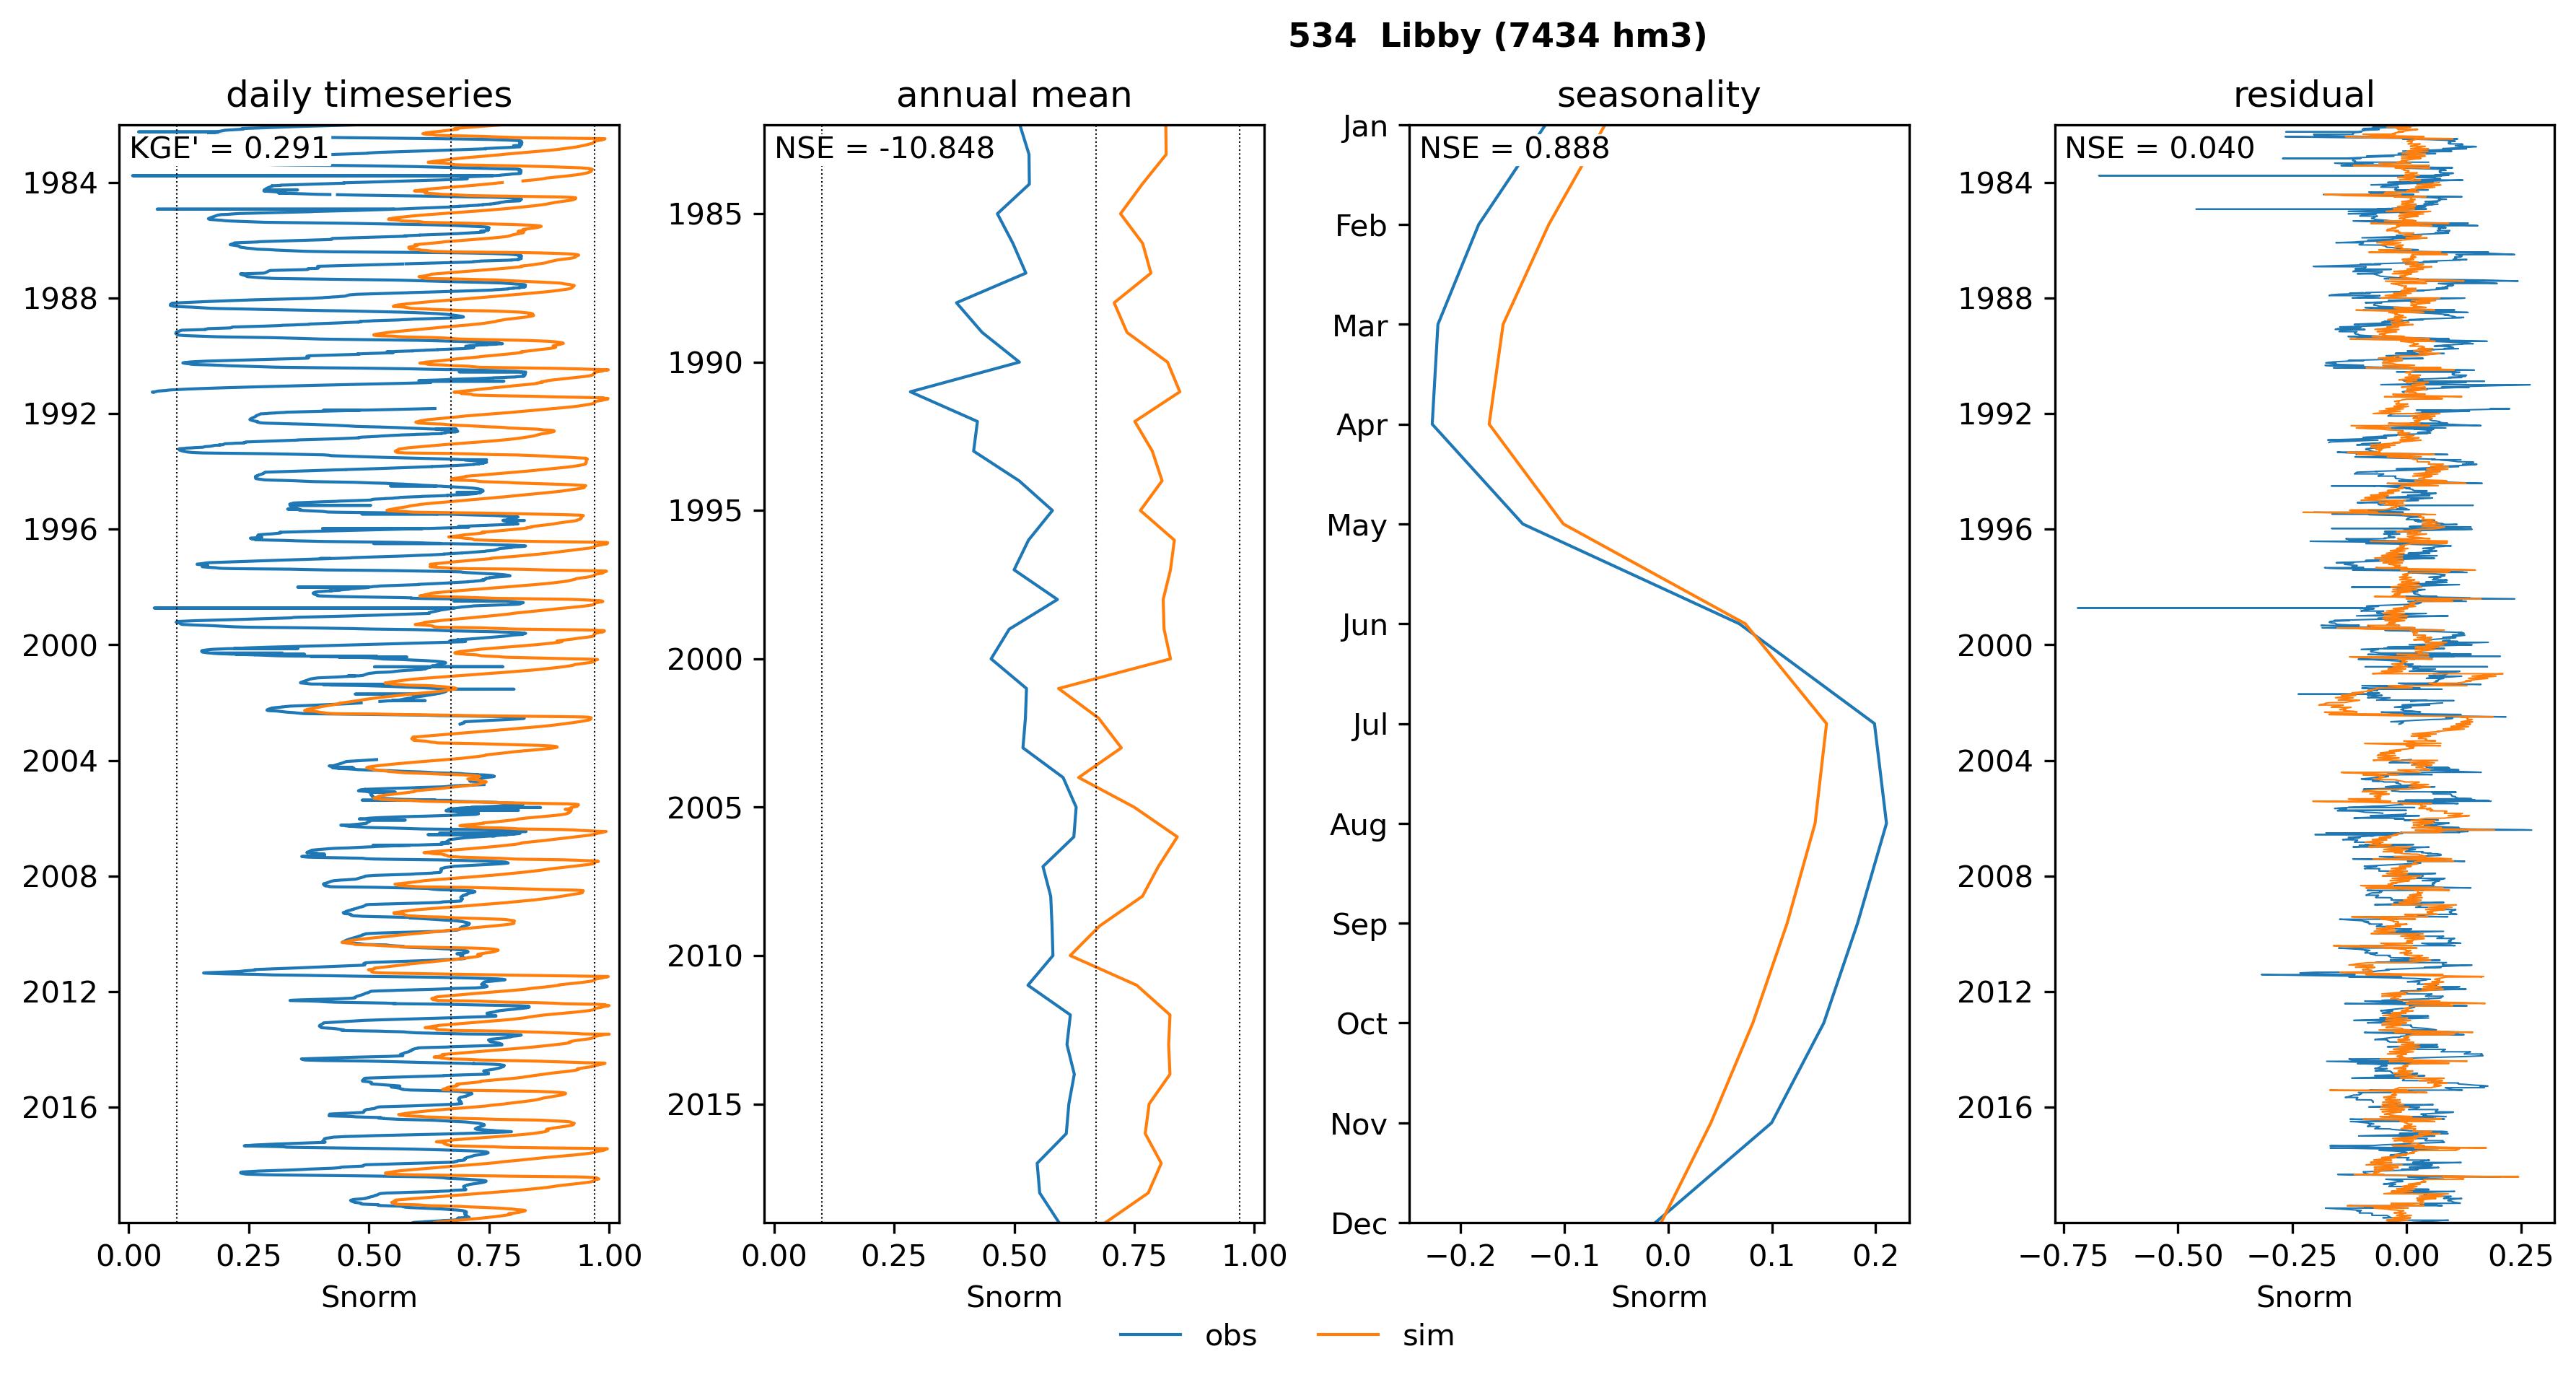 534  Libby (7434 hm3)
daily timeseries
KGE' = 0.291
1984
1988
1992
1996
2000
2004
2008
2012
2016
0.00 0.25 0.50 0.75 1.00
Snorm
annual mean
NSE = -10.848
1985
1990
1995
2000
2005
2010
2015
0.00 0.25 0.50 0.75 1.00
Snorm
seasonality
NSE = 0.888
Jan
Feb
Mar
Apr
May
Jun
Jul
Aug
Sep
Oct
Nov
Dec
−0.2 −0.1 0.0 0.1 0.2
Snorm
residual
NSE = 0.040
1984
1988
1992
1996
2000
2004
2008
2012
2016
−0.75 −0.50 −0.25 0.00 0.25
Snorm
obs sim